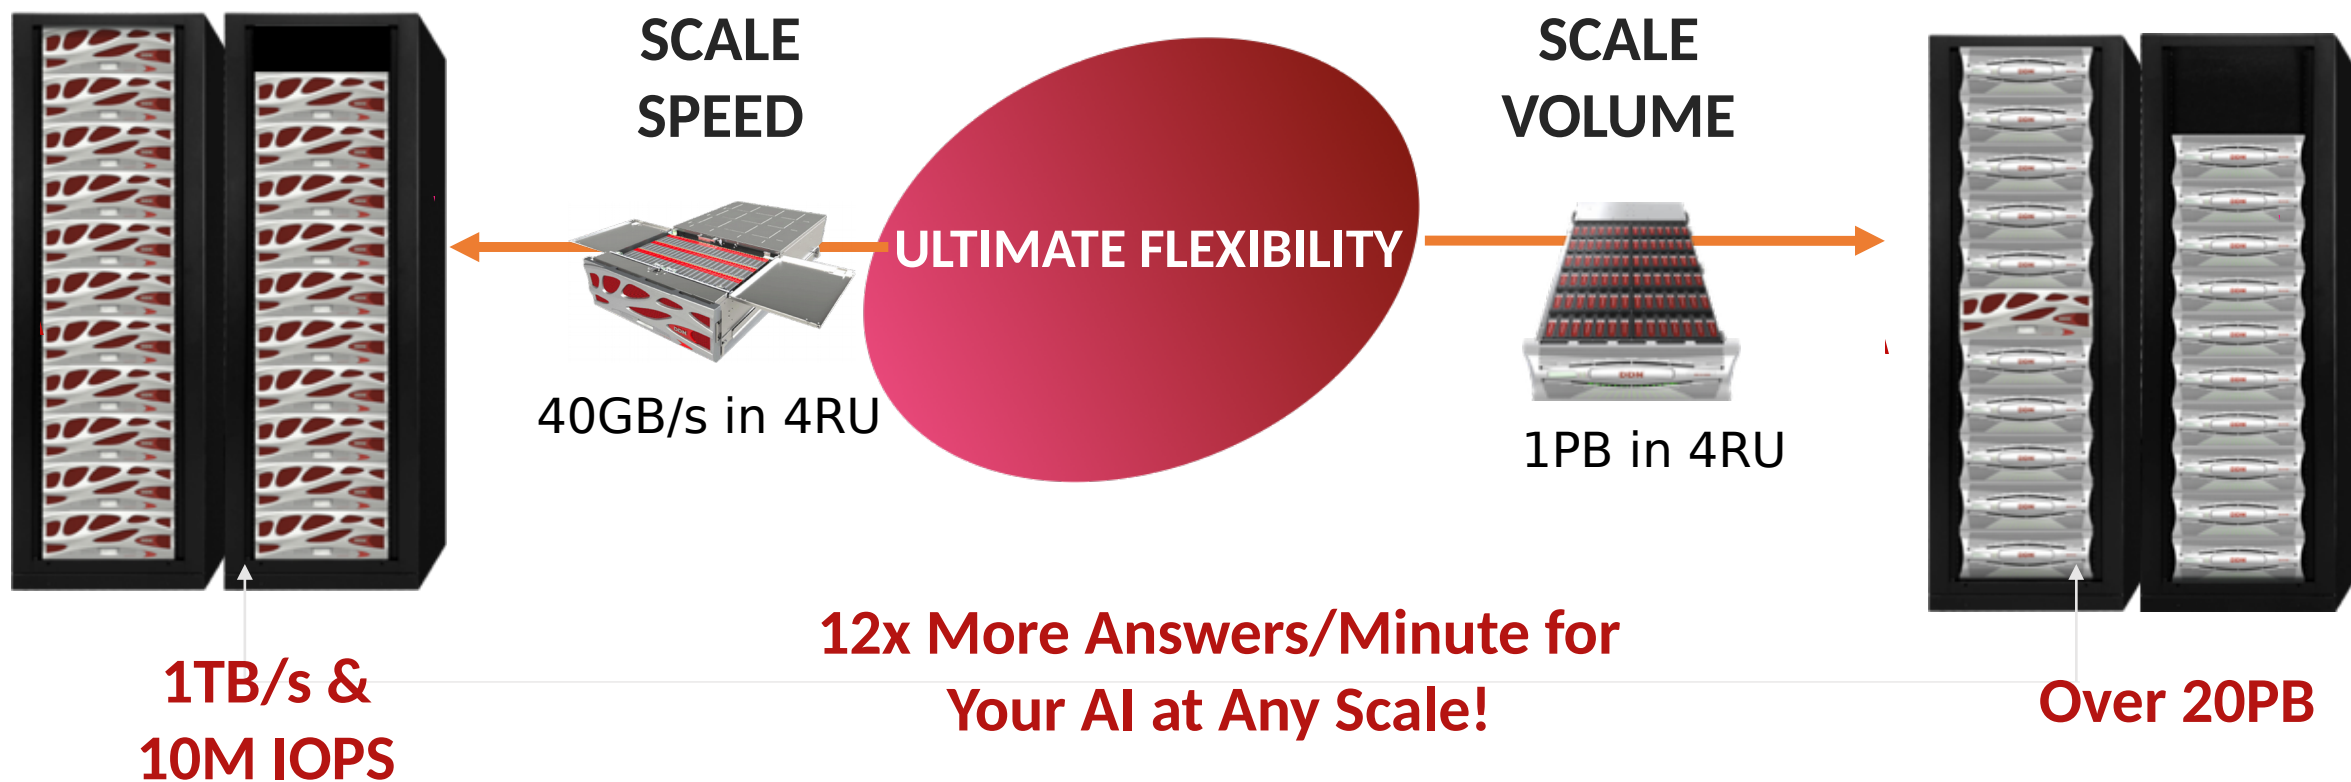 SCALE
SPEED
SCALE
VOLUME
ULTIMATE FLEXIBILITY
40GB/s in 4RU
DDN
1PB in 4RU
12x More Answers/Minute for
Your AI at Any Scale!
1TB/s &
10M IOPS
Over 20PB